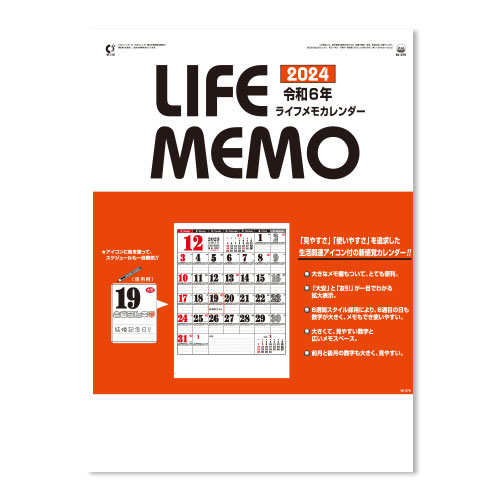 2024
令和6年
ライフメモカレンダー
LIFE
MEMO
「見やすさ」「使いやすさ」を追求した
生活関連アイコン付の新感覚カレンダー!!
★アイコンに色を塗って、
スケジュールも一目瞭然!!
(使用例)
19
結婚記念日!!
12 2023
1 2
3 4 5 6 7 8 9
10 11 12 13 14 15 16
17 18 19 20 21 22 23
24 25 26 27 28 29 30
31 1
● 大きなメモ欄もついて、とても便利。
● 「大安」と「友引」が一目でわかる
拡大表示。
● 6週間スタイル採用により、6週目の日も
数字が大きく、メモもでき使いやすい。
● 大きくて、見やすい数字と
広いメモスペース。
● 前月と後月の数字も大きく、見やすい。